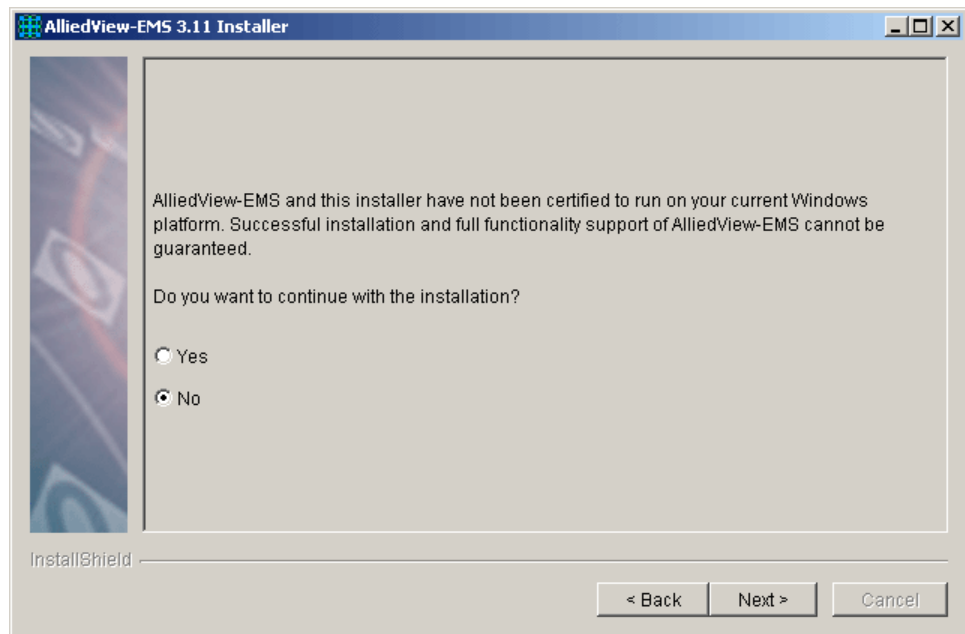 AlliedView-EMS 3.11 Installer
AlliedView-EMS and this installer have not been certified to run on your current Windows
platform. Successful installation and full functionality support of AlliedView-EMS cannot be
guaranteed.
Do you want to continue with the installation?
Yes
No
InstallShield
< Back
Next >
Cancel